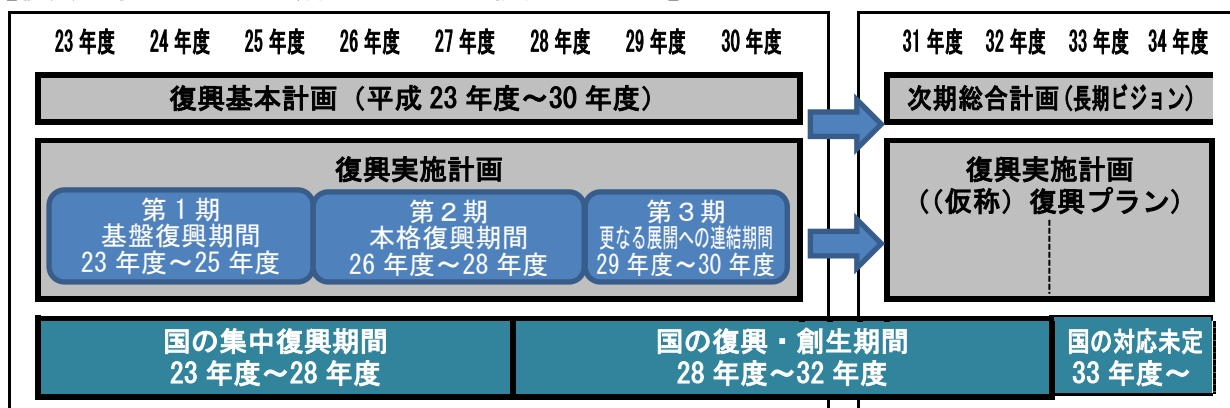 23 年度 24 年度 25 年度 26 年度 27 年度 28 年度 29 年度 30 年度 31 年度 32 年度 33 年度 34 年度
復興基本計画（平成 23 年度～30 年度）
次期総合計画(長期ビジョン)
復興実施計画
第１期
基盤復興期間
23 年度～25 年度
第２期
本格復興期間
26 年度～28 年度
第３期
更なる展開への連結期間
29 年度～30 年度
復興実施計画
((仮称）復興プラン)
国の集中復興期間
23 年度～28 年度
国の復興・創生期間
28 年度～32 年度
国の対応未定
33 年度～